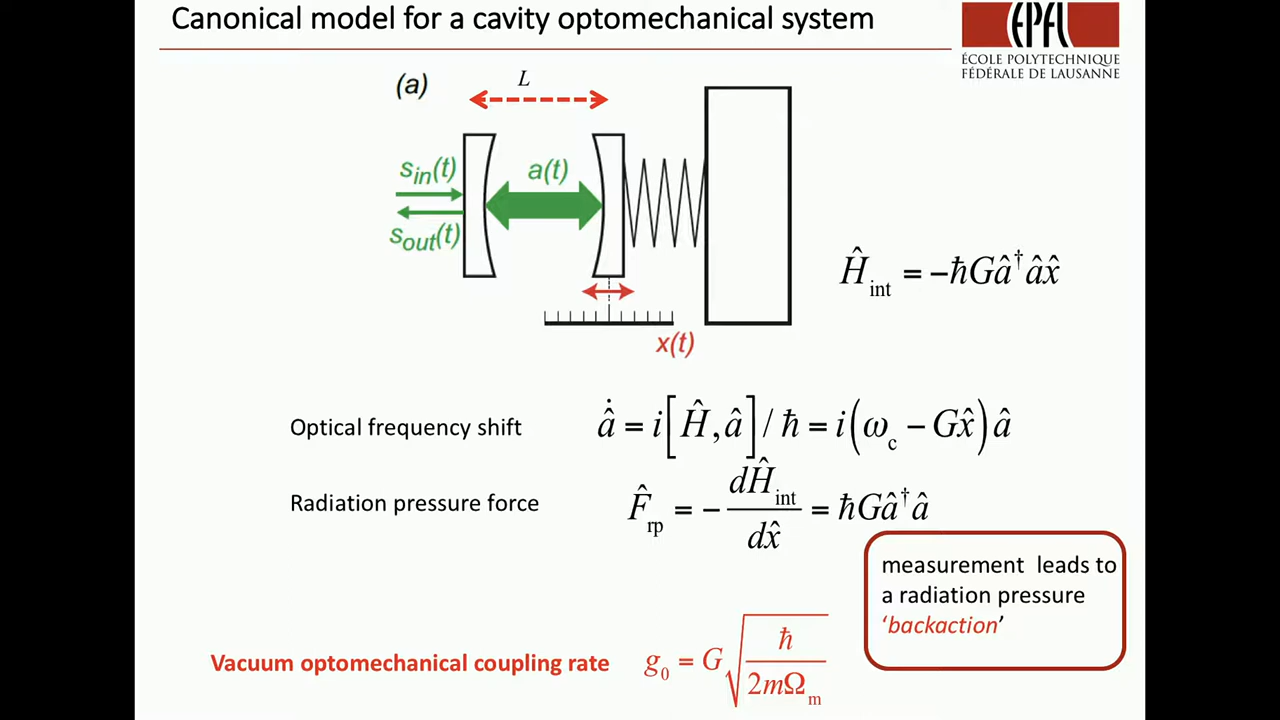 Canonical model for a cavity optomechanical system
EPFL
ÉCOLE POLYTECHNIQUE
FÉDÉRALE DE LAUSANNE
(a)
L
s_in(t)
a(t)
s_out(t)
x(t)
Ĥ_int = −ħGâ†âx̂
Optical frequency shift
â̇ = i[Ĥ, â] / ħ = i(ω_c − Gx̂)â
Radiation pressure force
F̂_rp = − dĤ_int / dx̂ = ħGâ†â
measurement leads to
a radiation pressure
‘backaction’
Vacuum optomechanical coupling rate
g_0 = G√(ħ / 2mΩ_m)